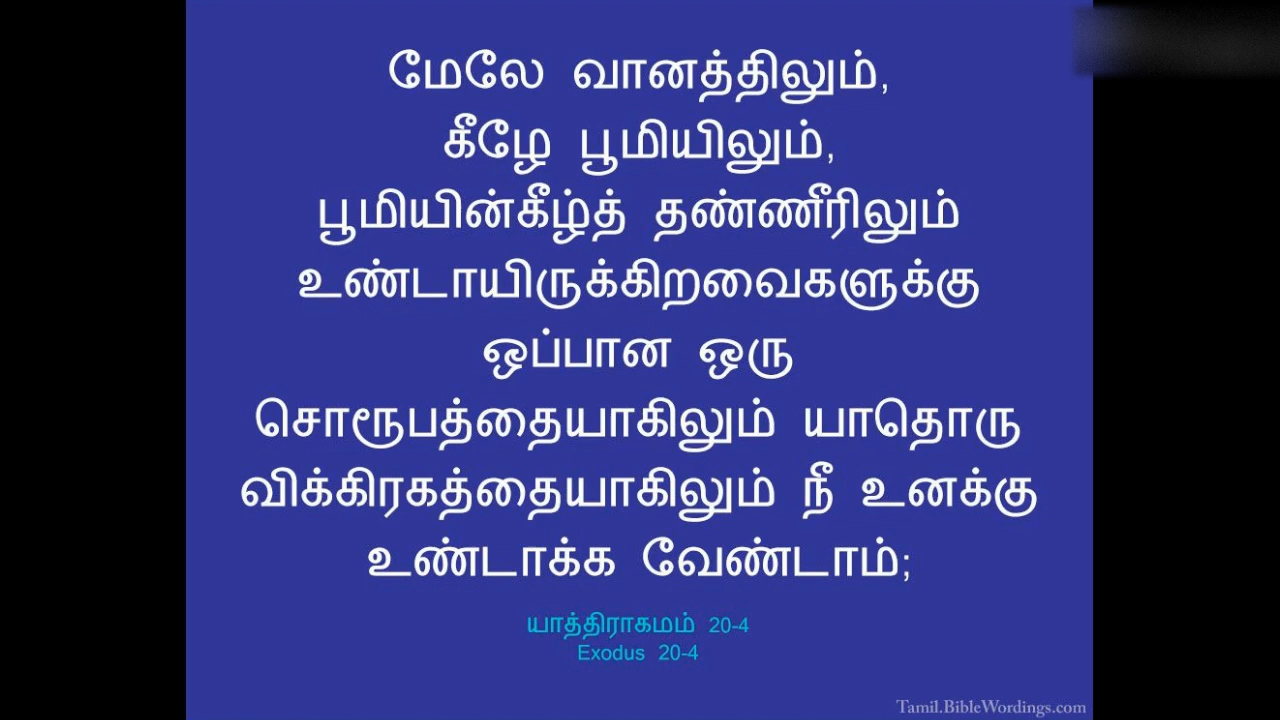 மேலே வானத்திலும்,
கீழே பூமியிலும்,
பூமியின்கீழ்த் தண்ணீரிலும்
உண்டாயிருக்கிறவைகளுக்கு
ஒப்பான ஒரு
சொரூபத்தையாகிலும் யாதொரு
விக்கிரகத்தையாகிலும் நீ உனக்கு
உண்டாக்க வேண்டாம்;
யாத்திராகமம் 20-4
Exodus 20-4
Tamil.BibleWordings.com